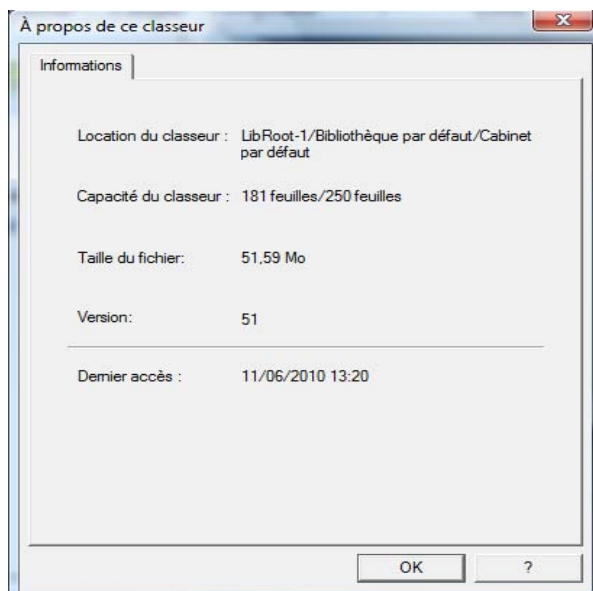 À propos de ce classeur
Informations
Location du classeur : LibRoot-1/Bibliothèque par défaut/Cabinet
par défaut
Capacité du classeur : 181 feuilles/250 feuilles
Taille du fichier: 51,59 Mo
Version: 51
Dernier accès : 11/06/2010 13:20
OK ?